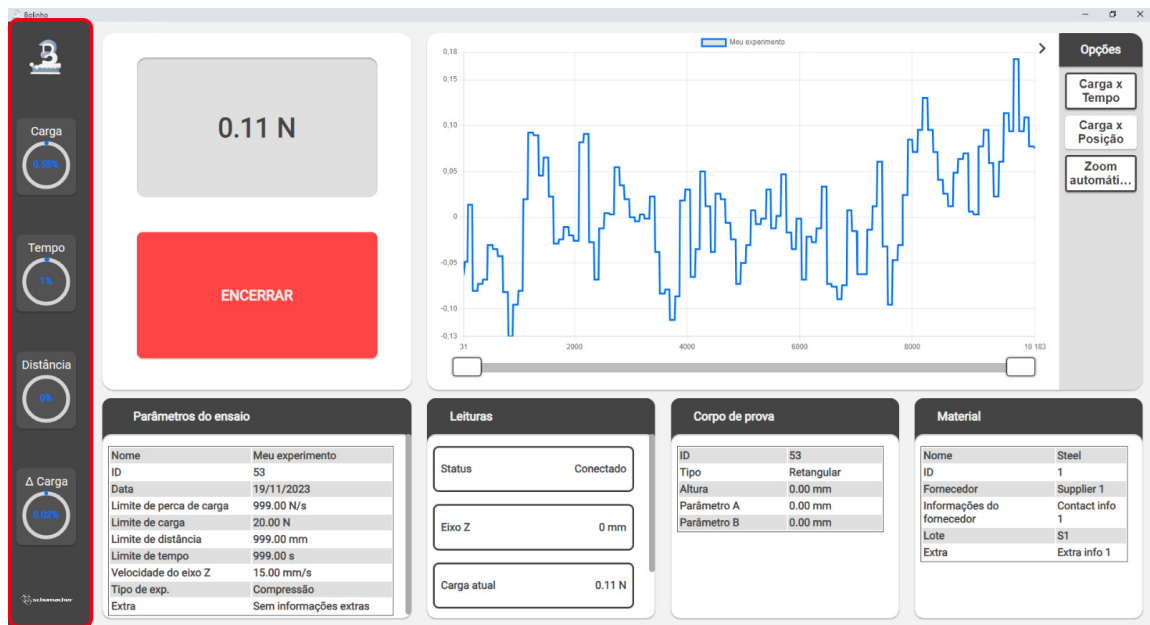 Bolinho
Carga
0.55%
Tempo
1%
Distância
0%
Δ Carga
0.02%
schumacher
0.11 N
ENCERRAR
Meu experimento
0,18
0,15
0,10
0,05
0
-0,05
-0,10
-0,13
31
2000
4000
6000
8000
10 183
Opções
Carga x
Tempo
Carga x
Posição
Zoom
automáti...
Parâmetros do ensaio
Nome Meu experimento
ID 53
Data 19/11/2023
Limite de perca de carga 999.00 N/s
Limite de carga 20.00 N
Limite de distância 999.00 mm
Limite de tempo 999.00 s
Velocidade do eixo Z 15.00 mm/s
Tipo de exp. Compressão
Extra Sem informações extras
Leituras
Status Conectado
Eixo Z 0 mm
Carga atual 0.11 N
Corpo de prova
ID 53
Tipo Retangular
Altura 0.00 mm
Parâmetro A 0.00 mm
Parâmetro B 0.00 mm
Material
Nome Steel
ID 1
Fornecedor Supplier 1
Informações do Contact info
fornecedor 1
Lote S1
Extra Extra info 1